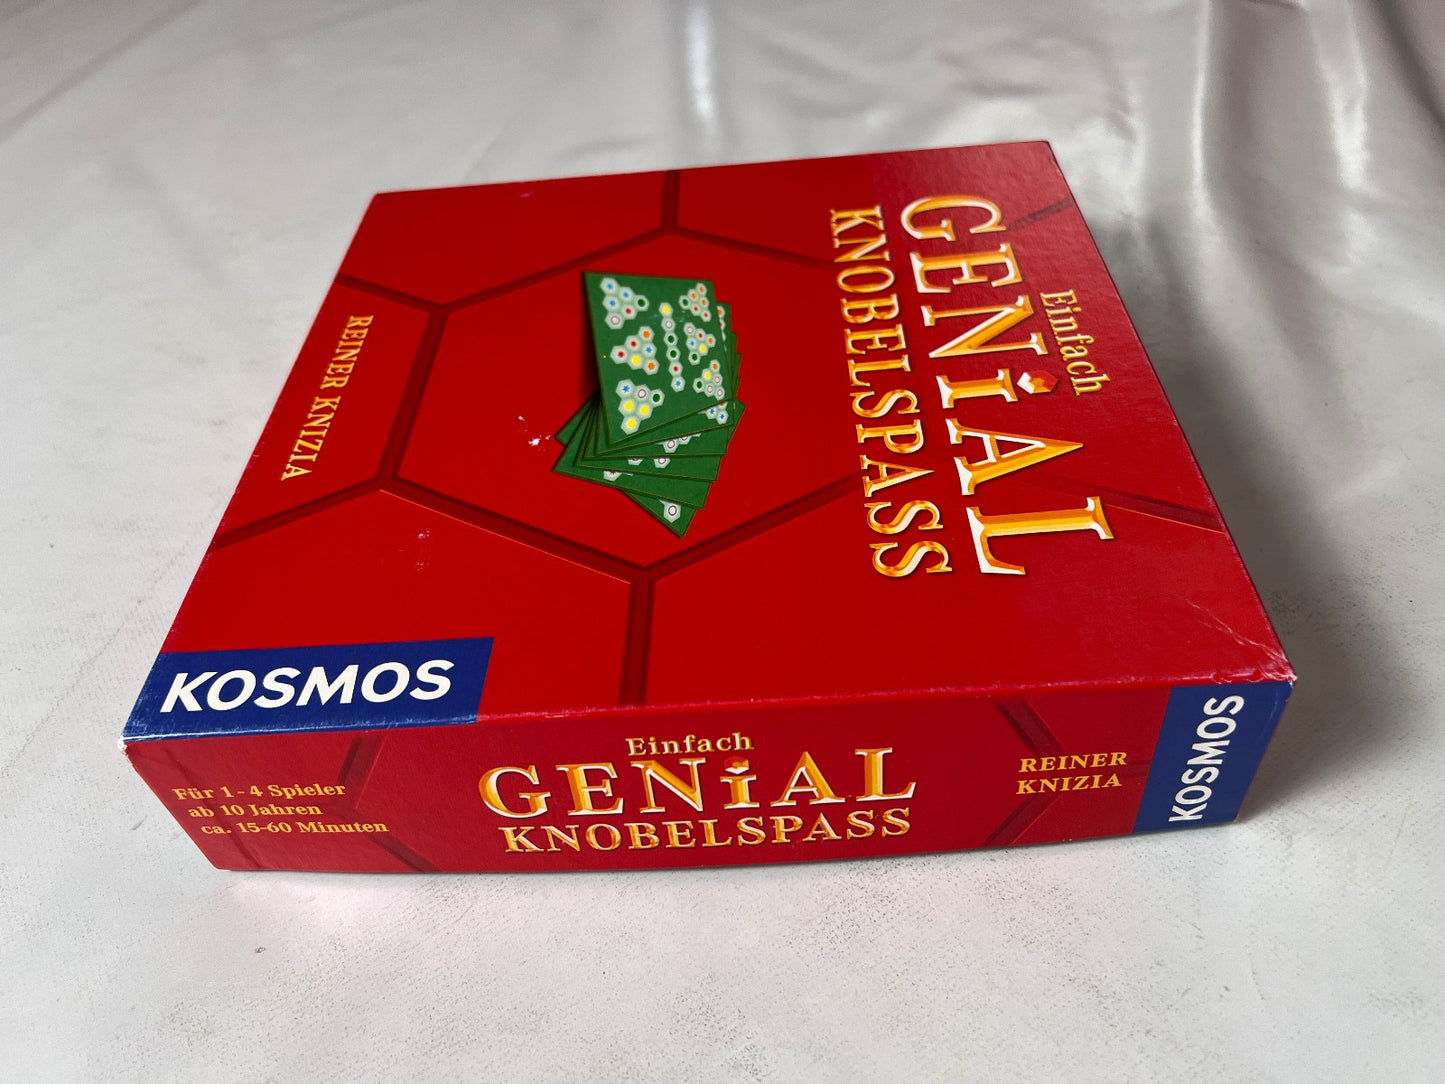 Einfach
GENiAL
KNOBELSPASS
REINER KNIZIA
KOSMOS
Für 1-4 Spieler
ab 10 Jahren
ca. 15-60 Minuten
Einfach
GENiAL
KNOBELSPASS
REINER
KNIZIA
KOSMOS